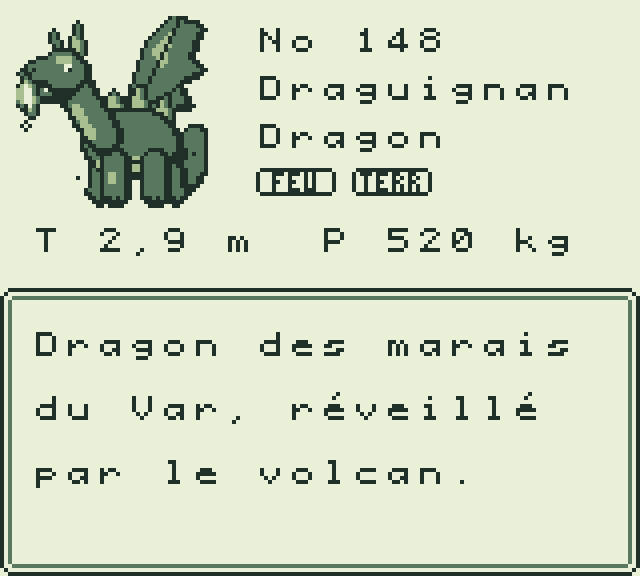 No 148
Draguignan
Dragon
FEU TERR
T 2,9 m P 520 kg
Dragon des marais
du Var, réveillé
par le volcan.